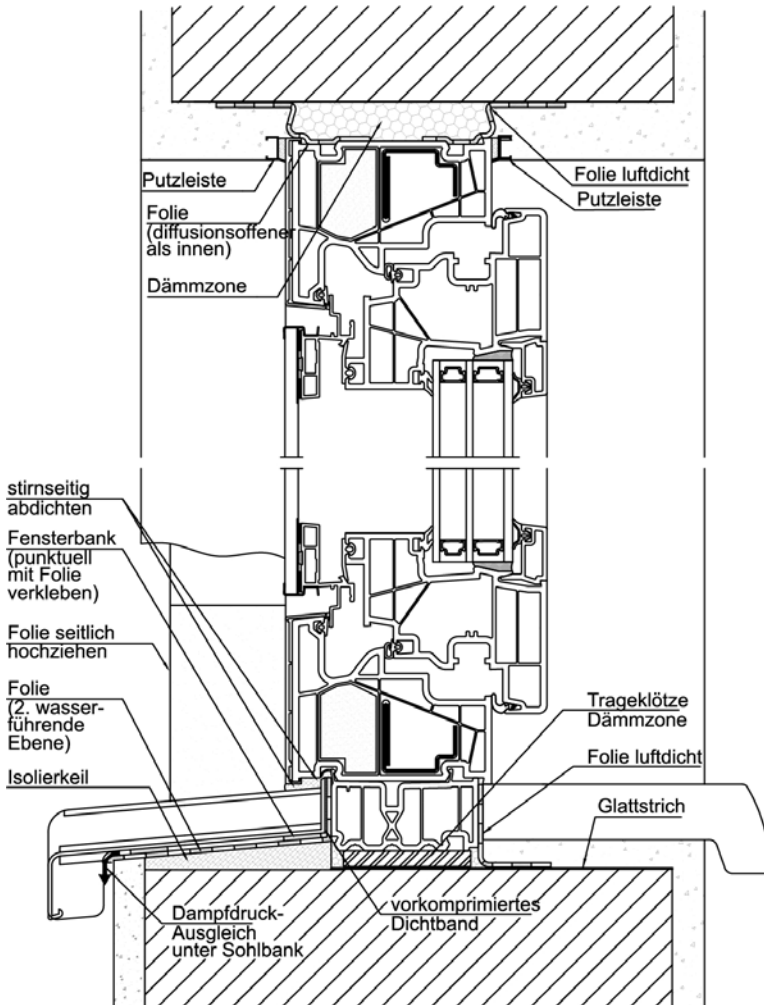 Putzleiste
Folie
(diffusionsoffener
als innen)
Dämmzone
Folie luftdicht
Putzleiste
stirnseitig
abdichten
Fensterbank
(punktuell
mit Folie
verkleben)
Folie seitlich
hochziehen
Folie
(2. wasser-
führende
Ebene)
Isolierkeil
Trageklötze
Dämmzone
Folie luftdicht
Glattstrich
Dampfdruck-
Ausgleich
unter Sohlbank
vorkomprimiertes
Dichtband